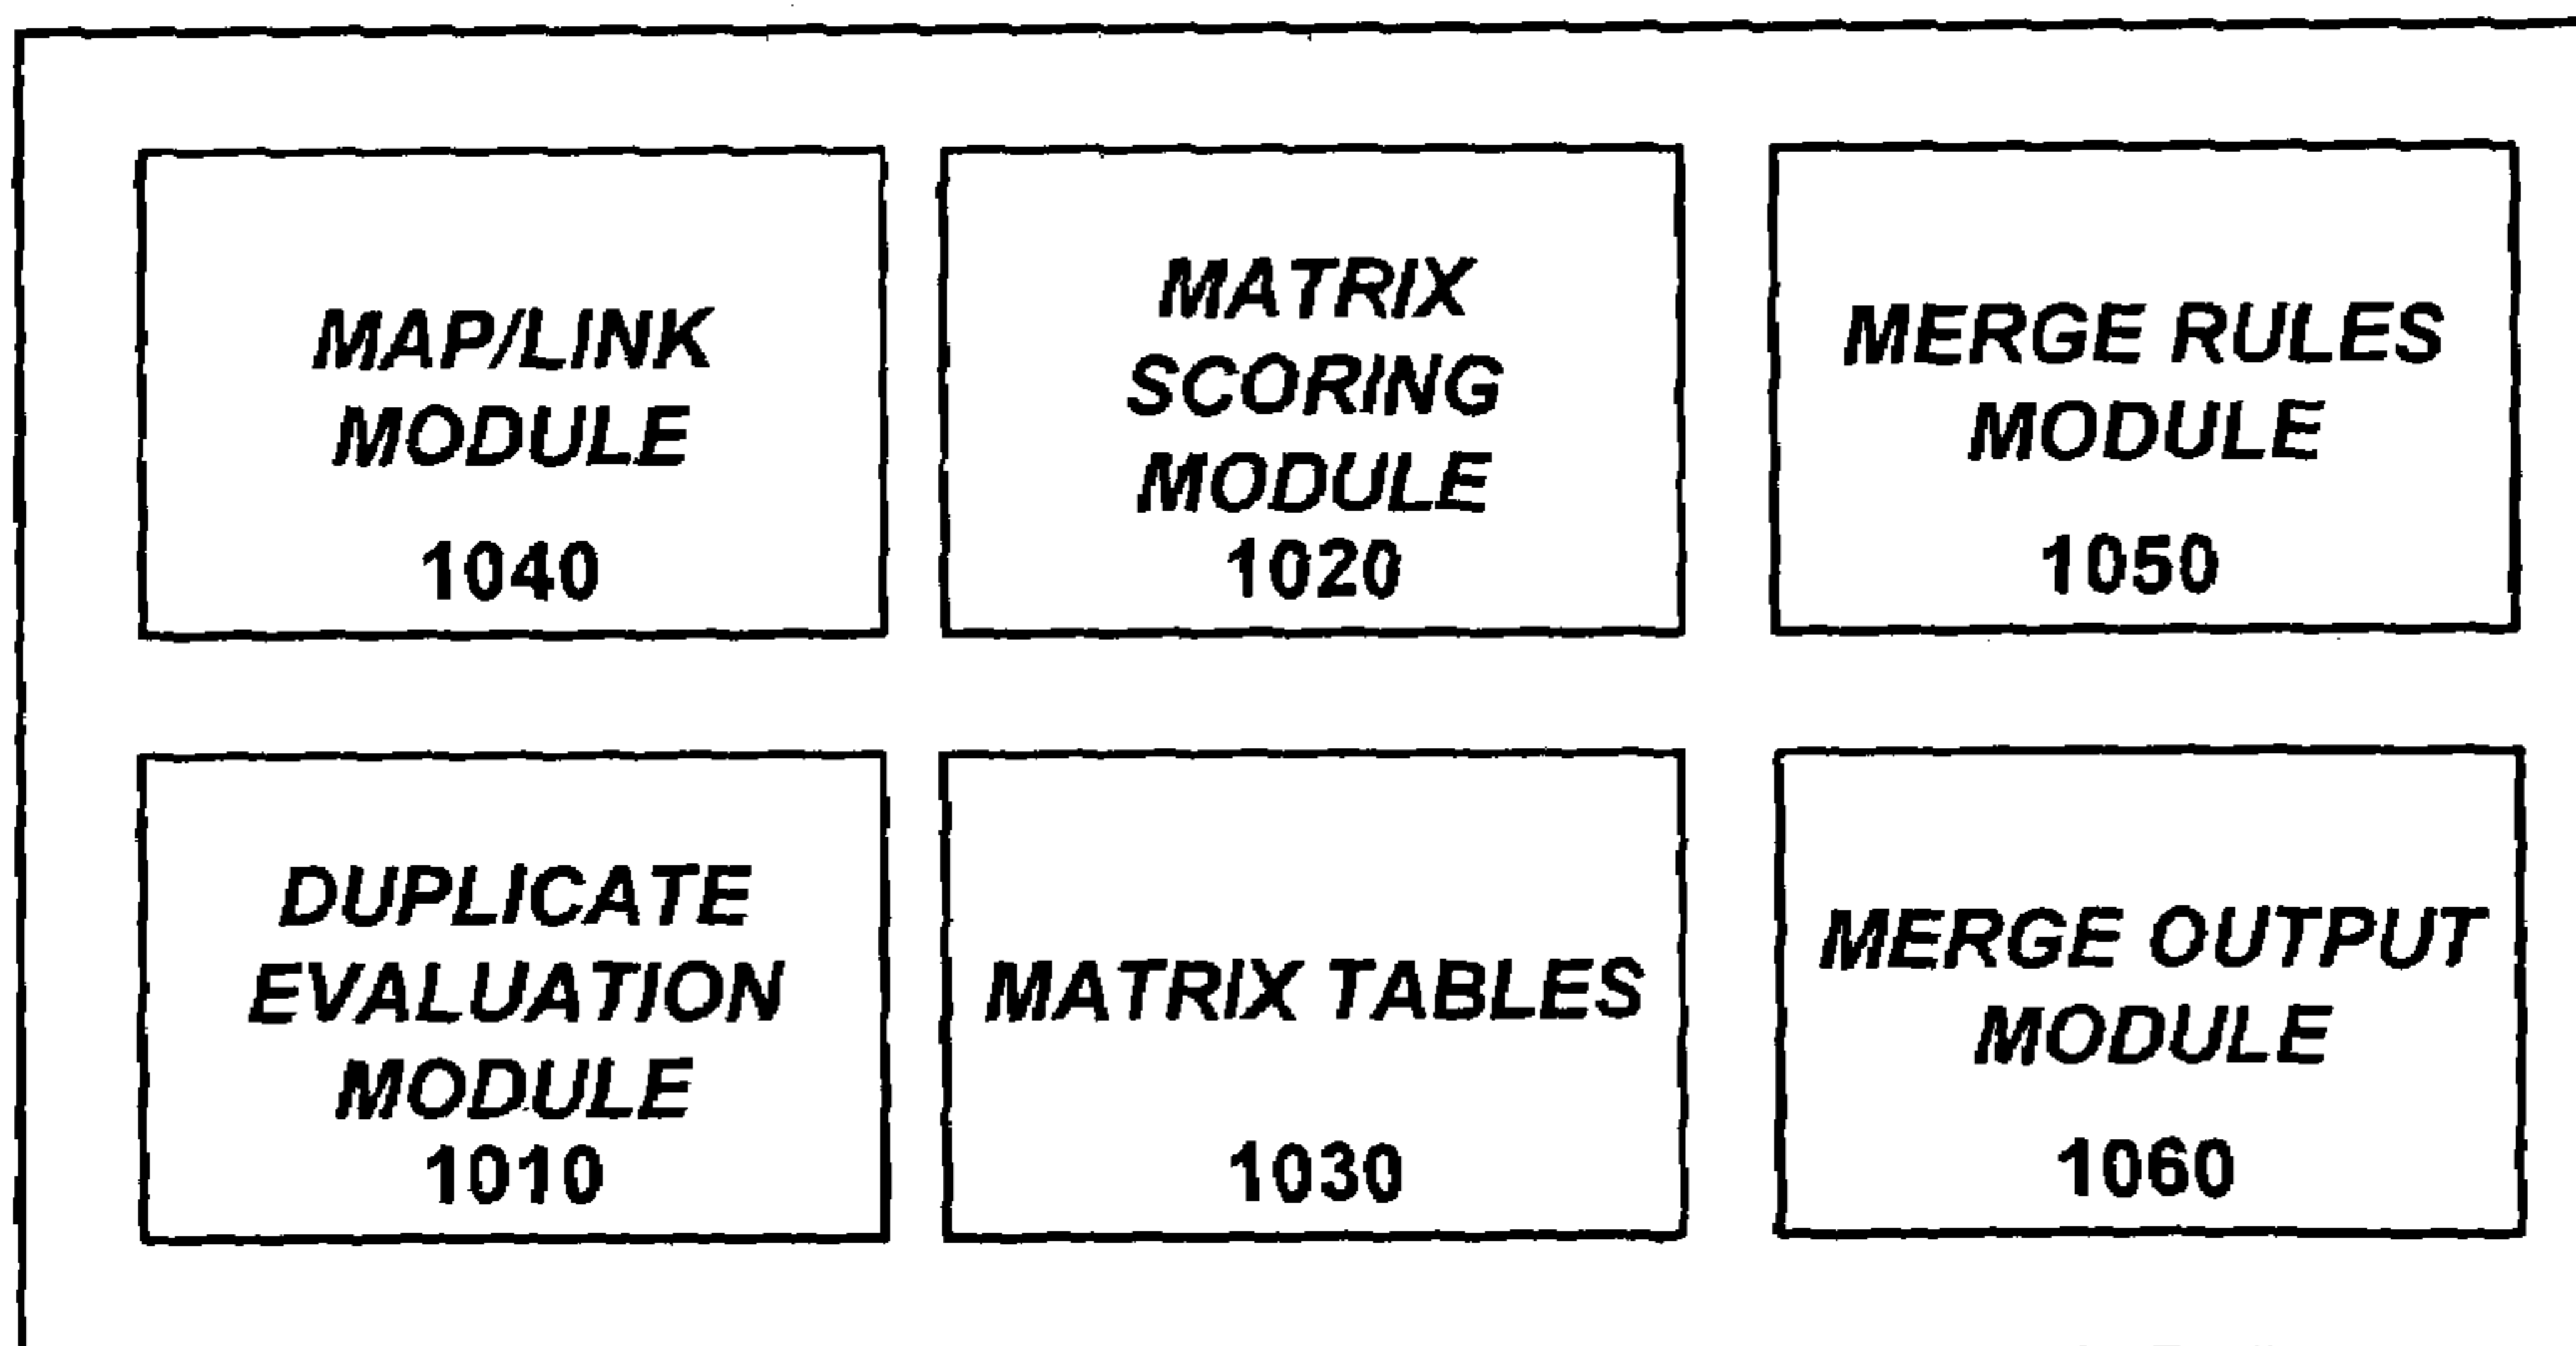 MAP/LINK
MODULE
1040
MATRIX
SCORING
MODULE
1020
MERGE RULES
MODULE
1050
DUPLICATE
EVALUATION
MODULE
1010
MATRIX TABLES
1030
MERGE OUTPUT
MODULE
1060